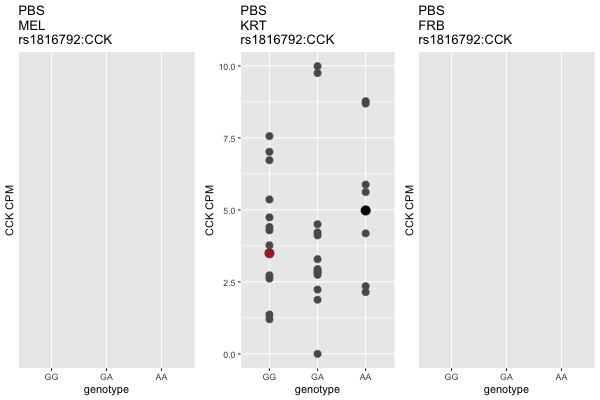 PBS
MEL
rs1816792:CCK
CCK CPM
GG GA AA
genotype
PBS
KRT
rs1816792:CCK
CCK CPM
10.0
7.5
5.0
2.5
0.0
GG GA AA
genotype
PBS
FRB
rs1816792:CCK
CCK CPM
GG GA AA
genotype